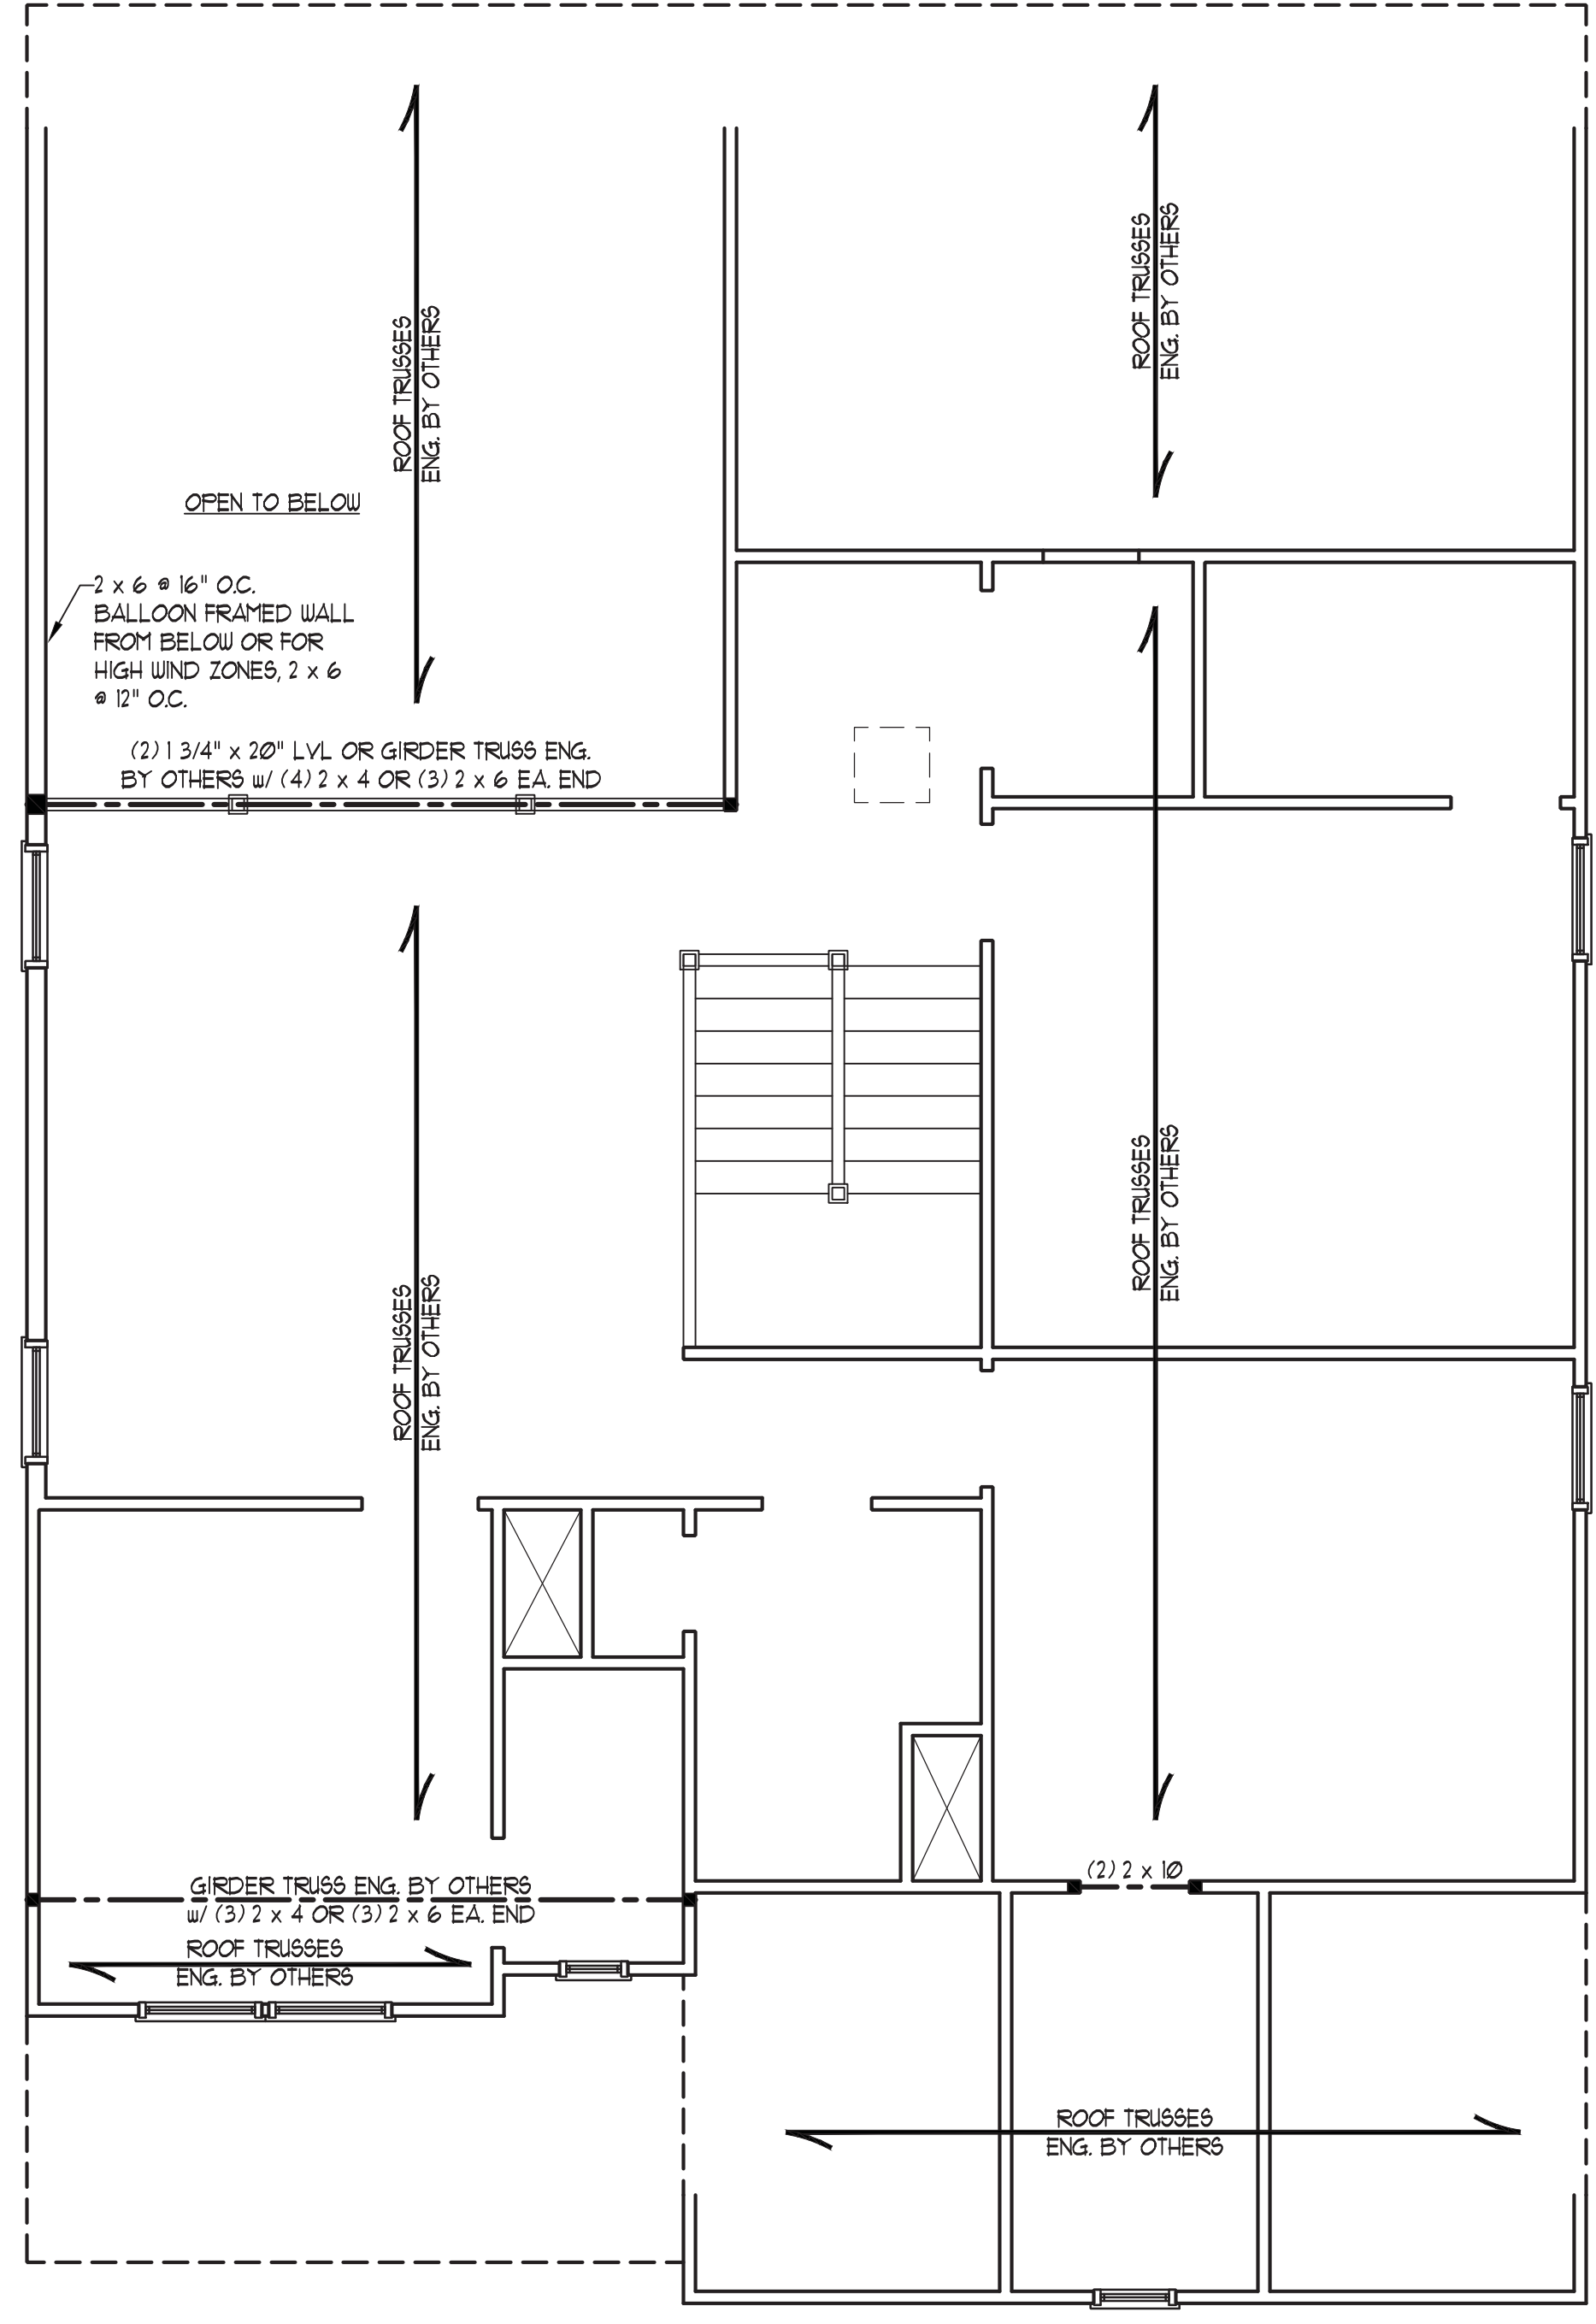 ROOF TRUSSES
ENG. BY OTHERS
ROOF TRUSSES
ENG. BY OTHERS
OPEN TO BELOW
2 x 6 @ 16" O.C.
BALLOON FRAMED WALL
FROM BELOW OR FOR
HIGH WIND ZONES, 2 x 6
@ 12" O.C.
(2) 1 3/4" x 20" LVL OR GIRDER TRUSS ENG.
BY OTHERS w/ (4) 2 x 4 OR (3) 2 x 6 EA. END
ROOF TRUSSES
ENG. BY OTHERS
ROOF TRUSSES
ENG. BY OTHERS
(2) 2 x 10
GIRDER TRUSS ENG. BY OTHERS
w/ (3) 2 x 4 OR (3) 2 x 6 EA. END
ROOF TRUSSES
ENG. BY OTHERS
ROOF TRUSSES
ENG. BY OTHERS